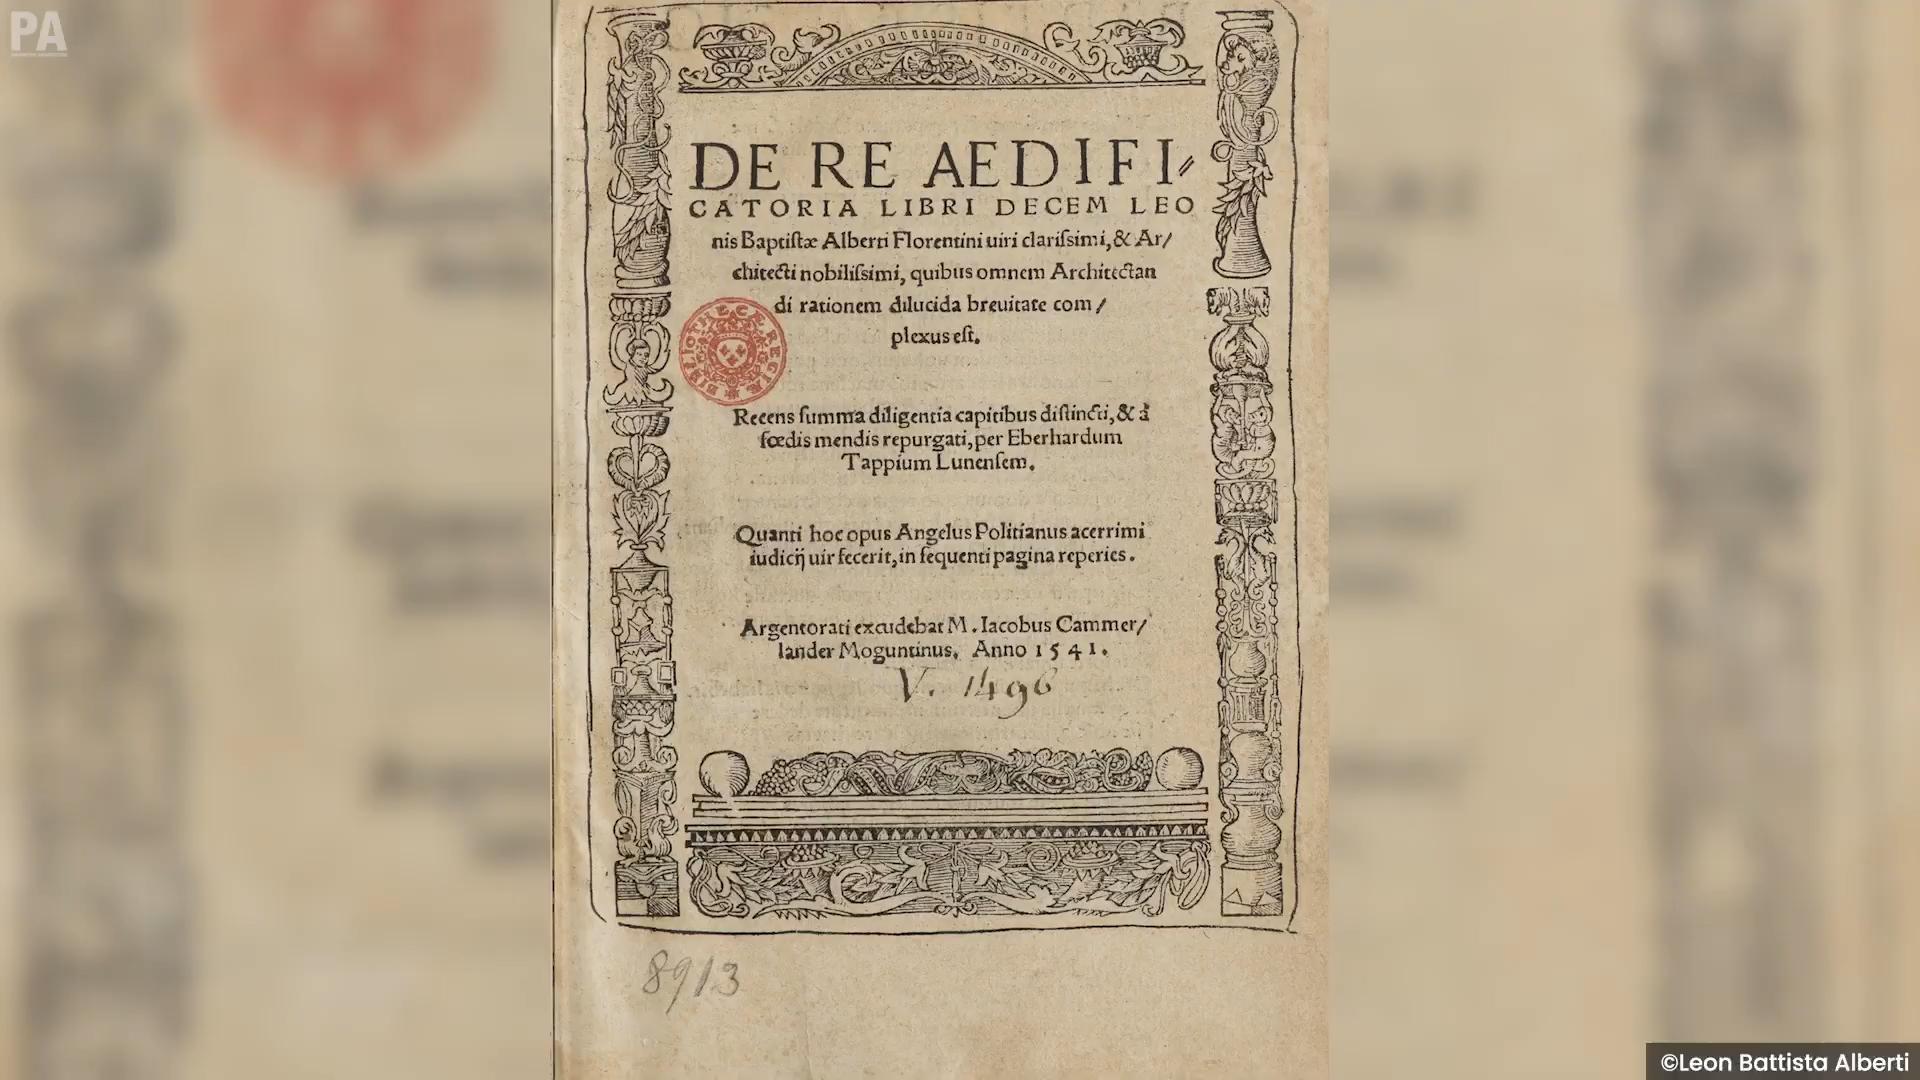 PA
DE RE AEDIFI⸗
CATORIA LIBRI DECEM LEO
nis Baptiſtæ Alberti Florentini uiri clariſsimi, & Ar/
chitecti nobiliſsimi, quibus omnem Architectan
di rationem dilucida breuitate com/
plexus eſt.
BIBLIOTHECÆ REGIÆ
Recens ſumma diligentia capitibus diſtincti, & à
fœdis mendis repurgati, per Eberhardum
Tappium Lunenſem.
Quanti hoc opus Angelus Politianus acerrimi
iudicij uir fecerit, in ſequenti pagina reperies.
Argentorati excudebat M. Iacobus Cammer/
lander Moguntinus. Anno 1541.
V. 1496
8913
©Leon Battista Alberti